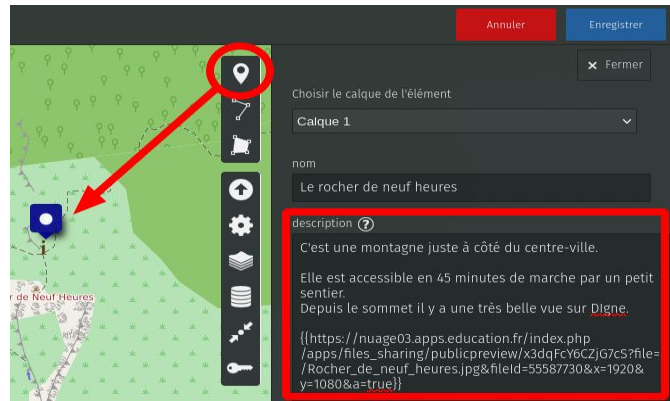 Annuler
Enregistrer
× Fermer
Choisir le calque de l'élément
Calque 1
nom
Le rocher de neuf heures
description ?
C'est une montagne juste à côté du centre-ville.
Elle est accessible en 45 minutes de marche par un petit
sentier.
Depuis le sommet il y a une très belle vue sur DIgne.
{{https://nuage03.apps.education.fr/index.php
/apps/files_sharing/publicpreview/x3dqFcY6CZjG7cS?file=
/Rocher_de_neuf_heures.jpg&fileId=55587730&x=1920&
y=1080&a=true}}
r de Neuf Heures